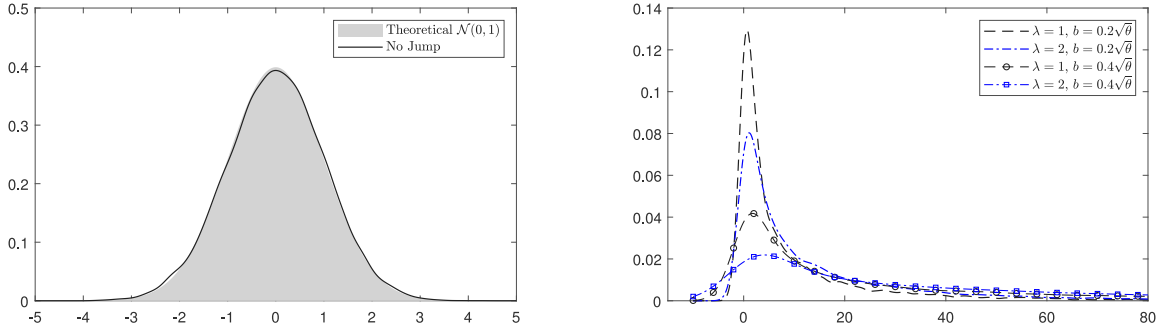 0.5
0.4
0.3
0.2
0.1
0
-5 -4 -3 -2 -1 0 1 2 3 4 5
Theoretical 𝒩(0, 1)
No Jump
0.14
0.12
0.1
0.08
0.06
0.04
0.02
0
0 20 40 60 80
λ = 1, b = 0.2√θ
λ = 2, b = 0.2√θ
λ = 1, b = 0.4√θ
λ = 2, b = 0.4√θ